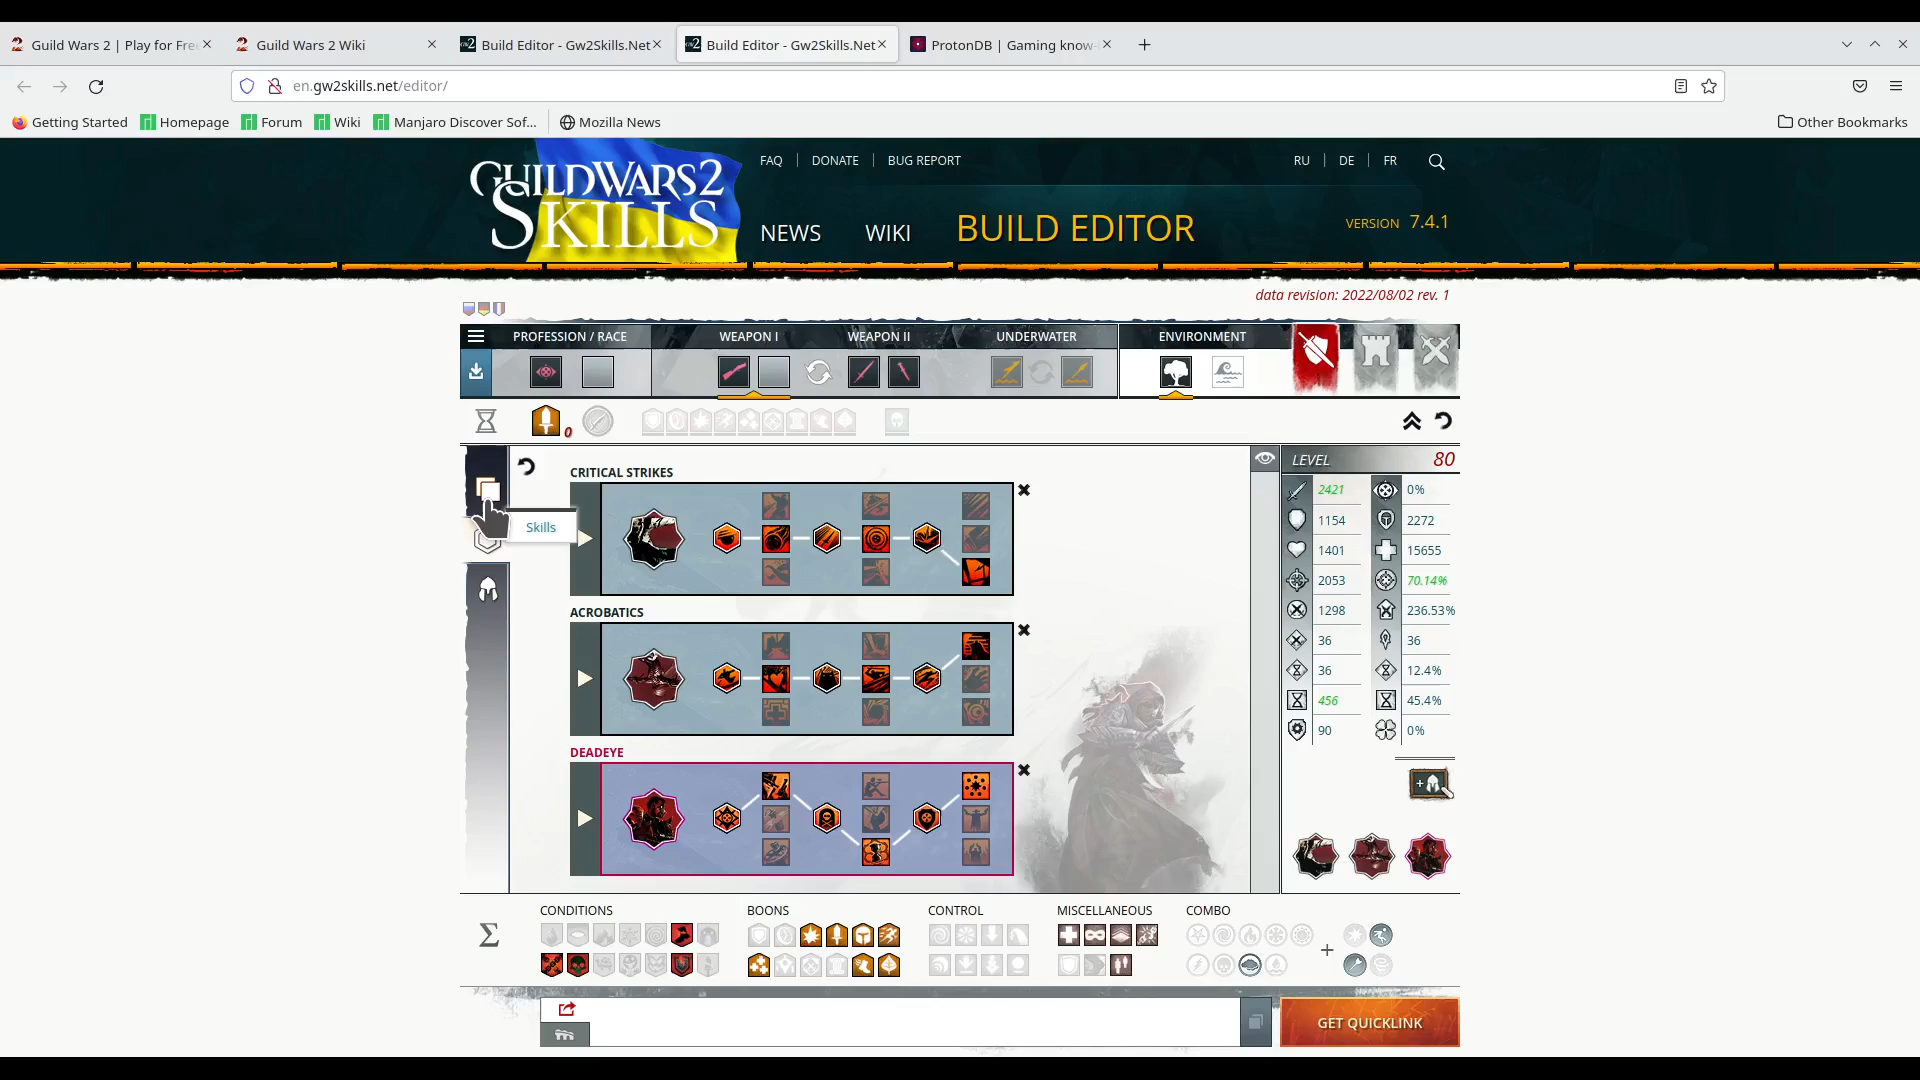 Guild Wars 2 | Play for Fre
Guild Wars 2 Wiki
Build Editor - Gw2Skills.Net
Build Editor - Gw2Skills.Net
ProtonDB | Gaming know-
en.gw2skills.net/editor/
Getting Started
Homepage
Forum
Wiki
Manjaro Discover Sof...
Mozilla News
Other Bookmarks
GUILDWARS2
SKILLS
FAQ
DONATE
BUG REPORT
RU
DE
FR
NEWS
WIKI
BUILD EDITOR
VERSION 7.4.1
data revision: 2022/08/02 rev. 1
PROFESSION / RACE
WEAPON I
WEAPON II
UNDERWATER
ENVIRONMENT
0
Skills
CRITICAL STRIKES
ACROBATICS
DEADEYE
LEVEL 80
2421 0%
1154 2272
1401 15655
2053 70.14%
1298 236.53%
36 36
36 12.4%
456 45.4%
90 0%
CONDITIONS
BOONS
CONTROL
MISCELLANEOUS
COMBO
GET QUICKLINK